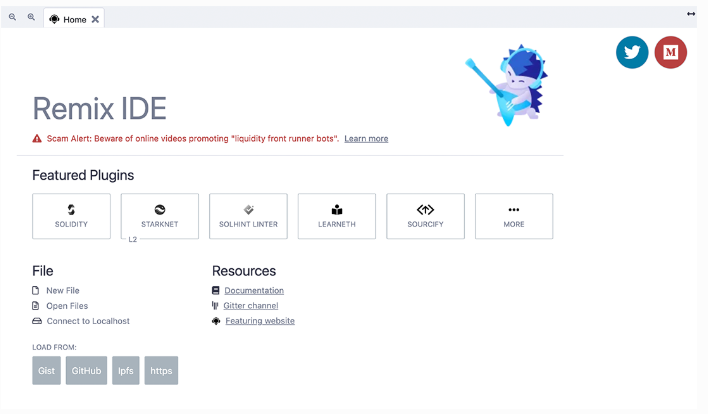 Home
Remix IDE
Scam Alert: Beware of online videos promoting "liquidity front runner bots". Learn more
Featured Plugins
SOLIDITY
STARKNET
L2
SOLHINT LINTER
LEARNETH
SOURCIFY
MORE
File
New File
Open Files
Connect to Localhost
Resources
Documentation
Gitter channel
Featuring website
LOAD FROM:
Gist GitHub Ipfs https